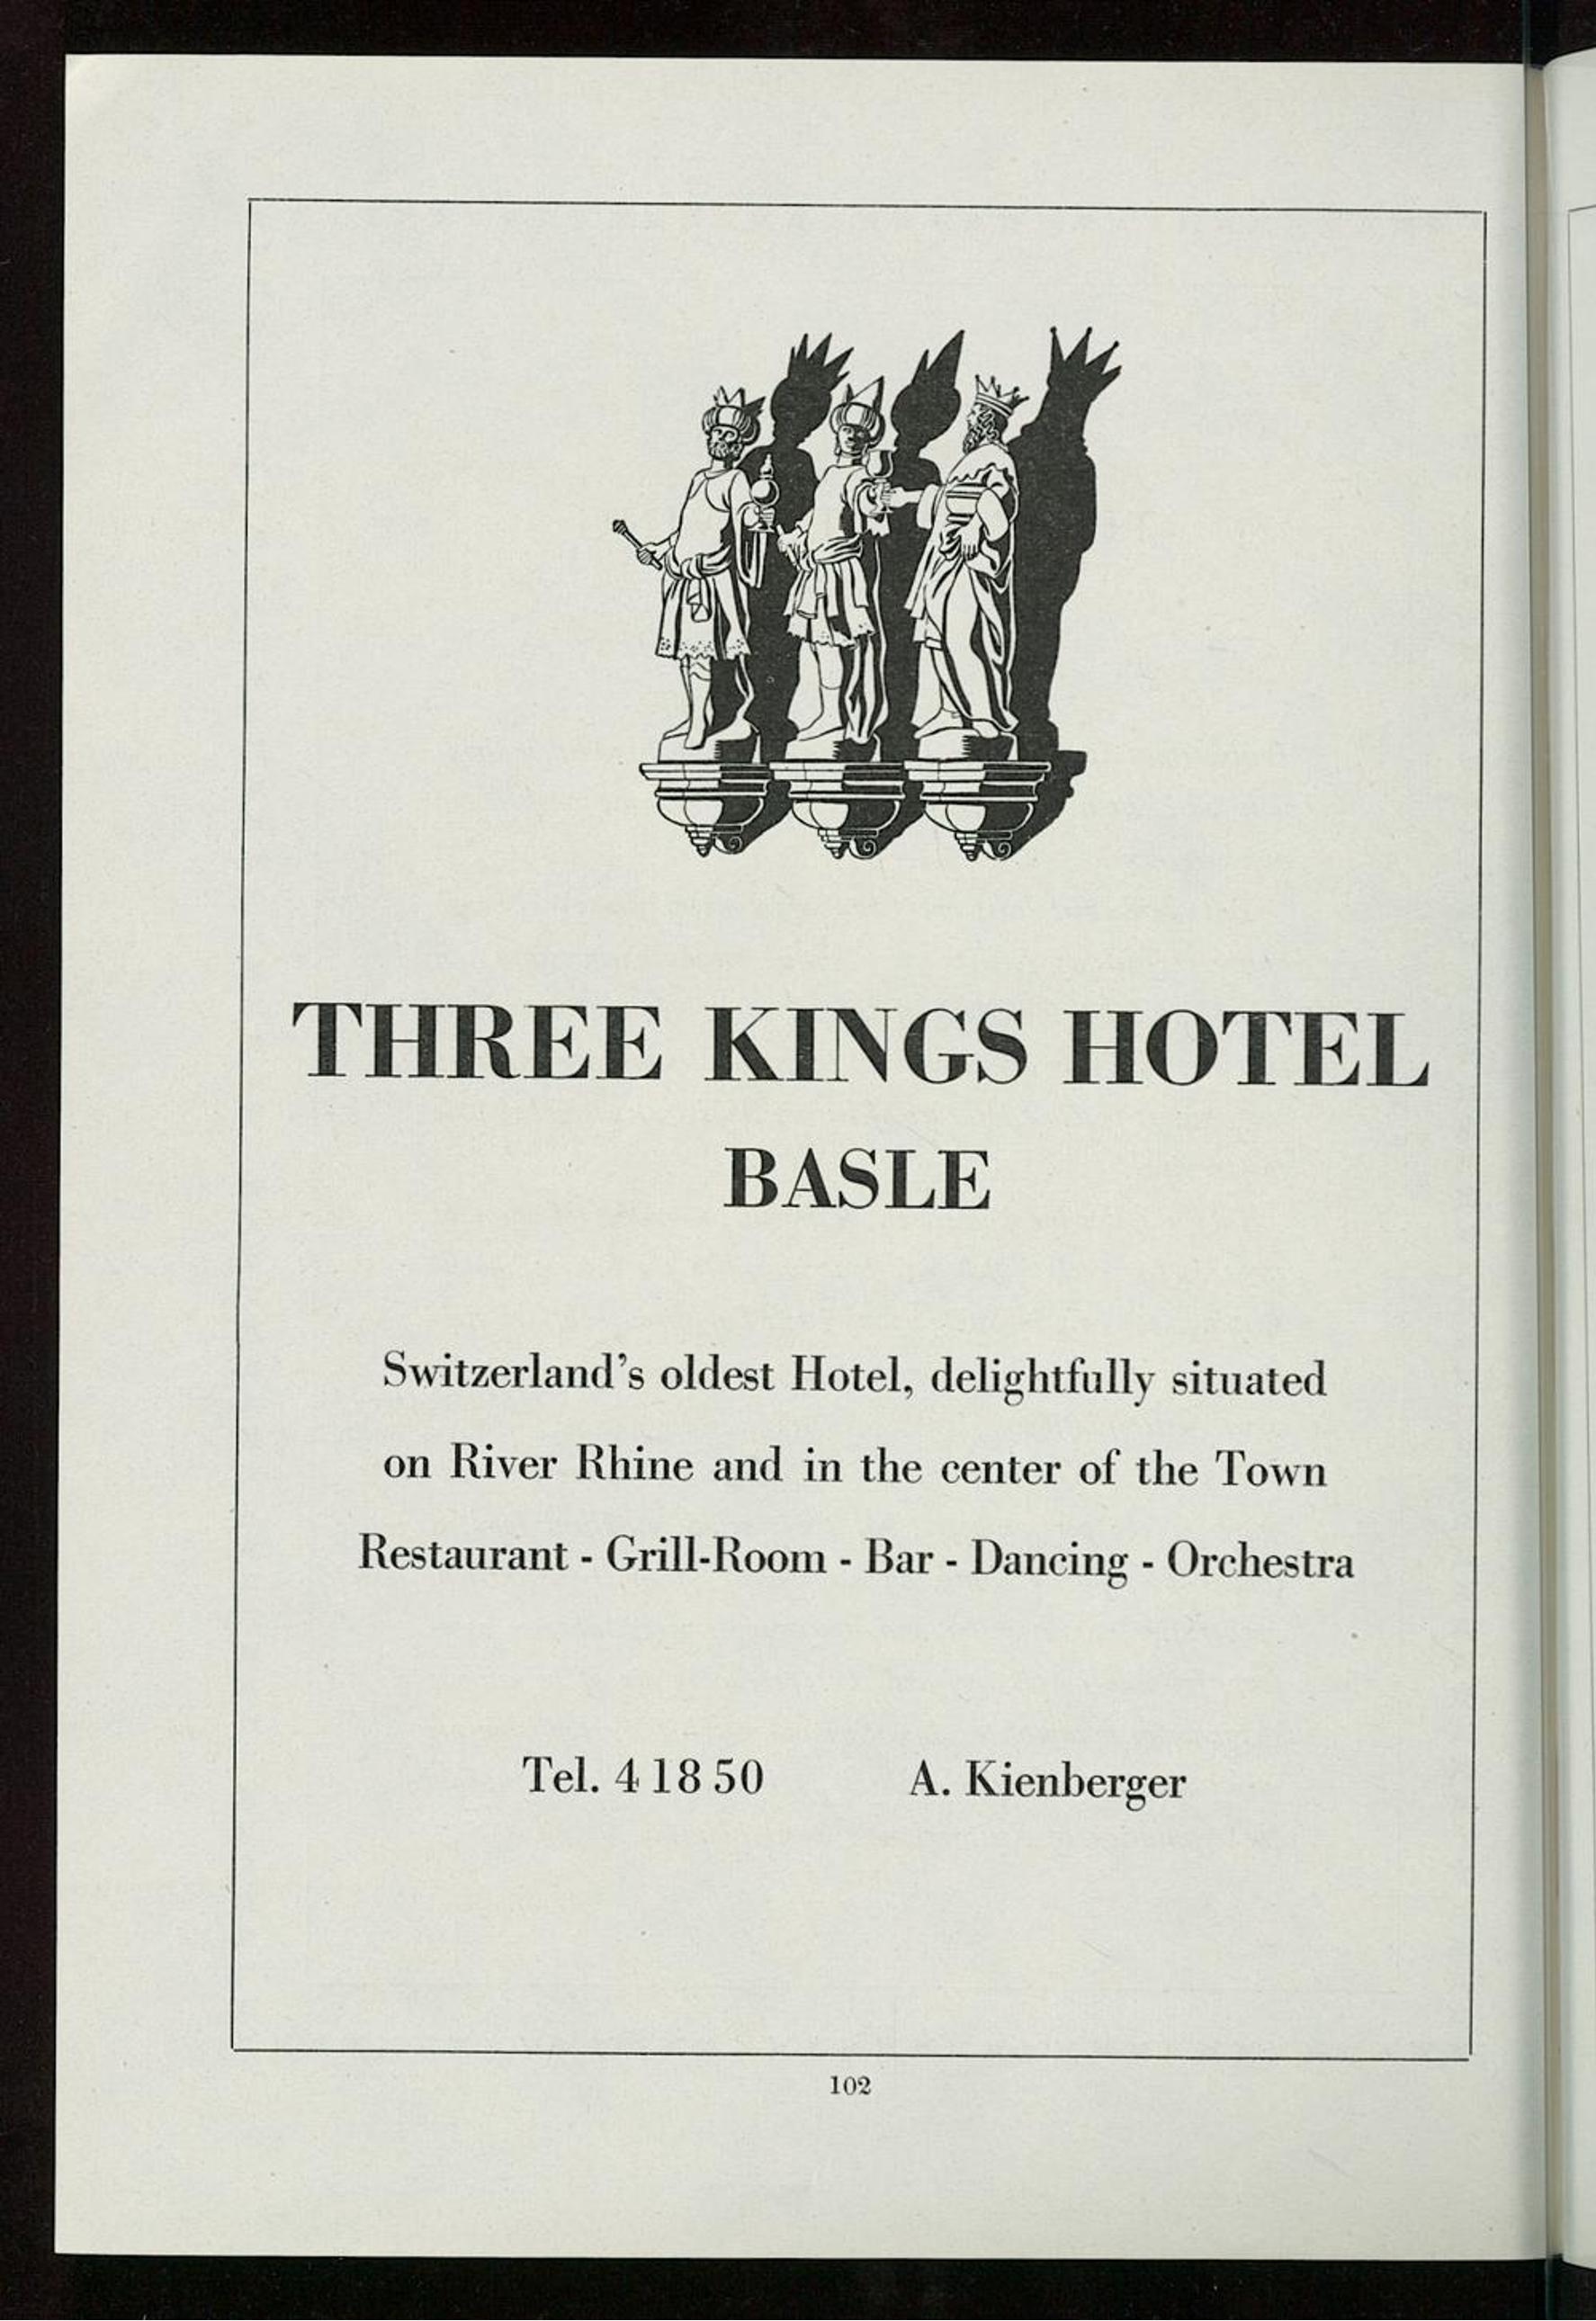 THREE KINGS HOTEL
BASLE
Switzerland’s oldest Hotel, delightfully situated
on River Rhine and in the center of the Town
Restaurant - Grill-Room - Bar - Dancing - Orchestra
Tel. 4 18 50 A. Kienberger
102